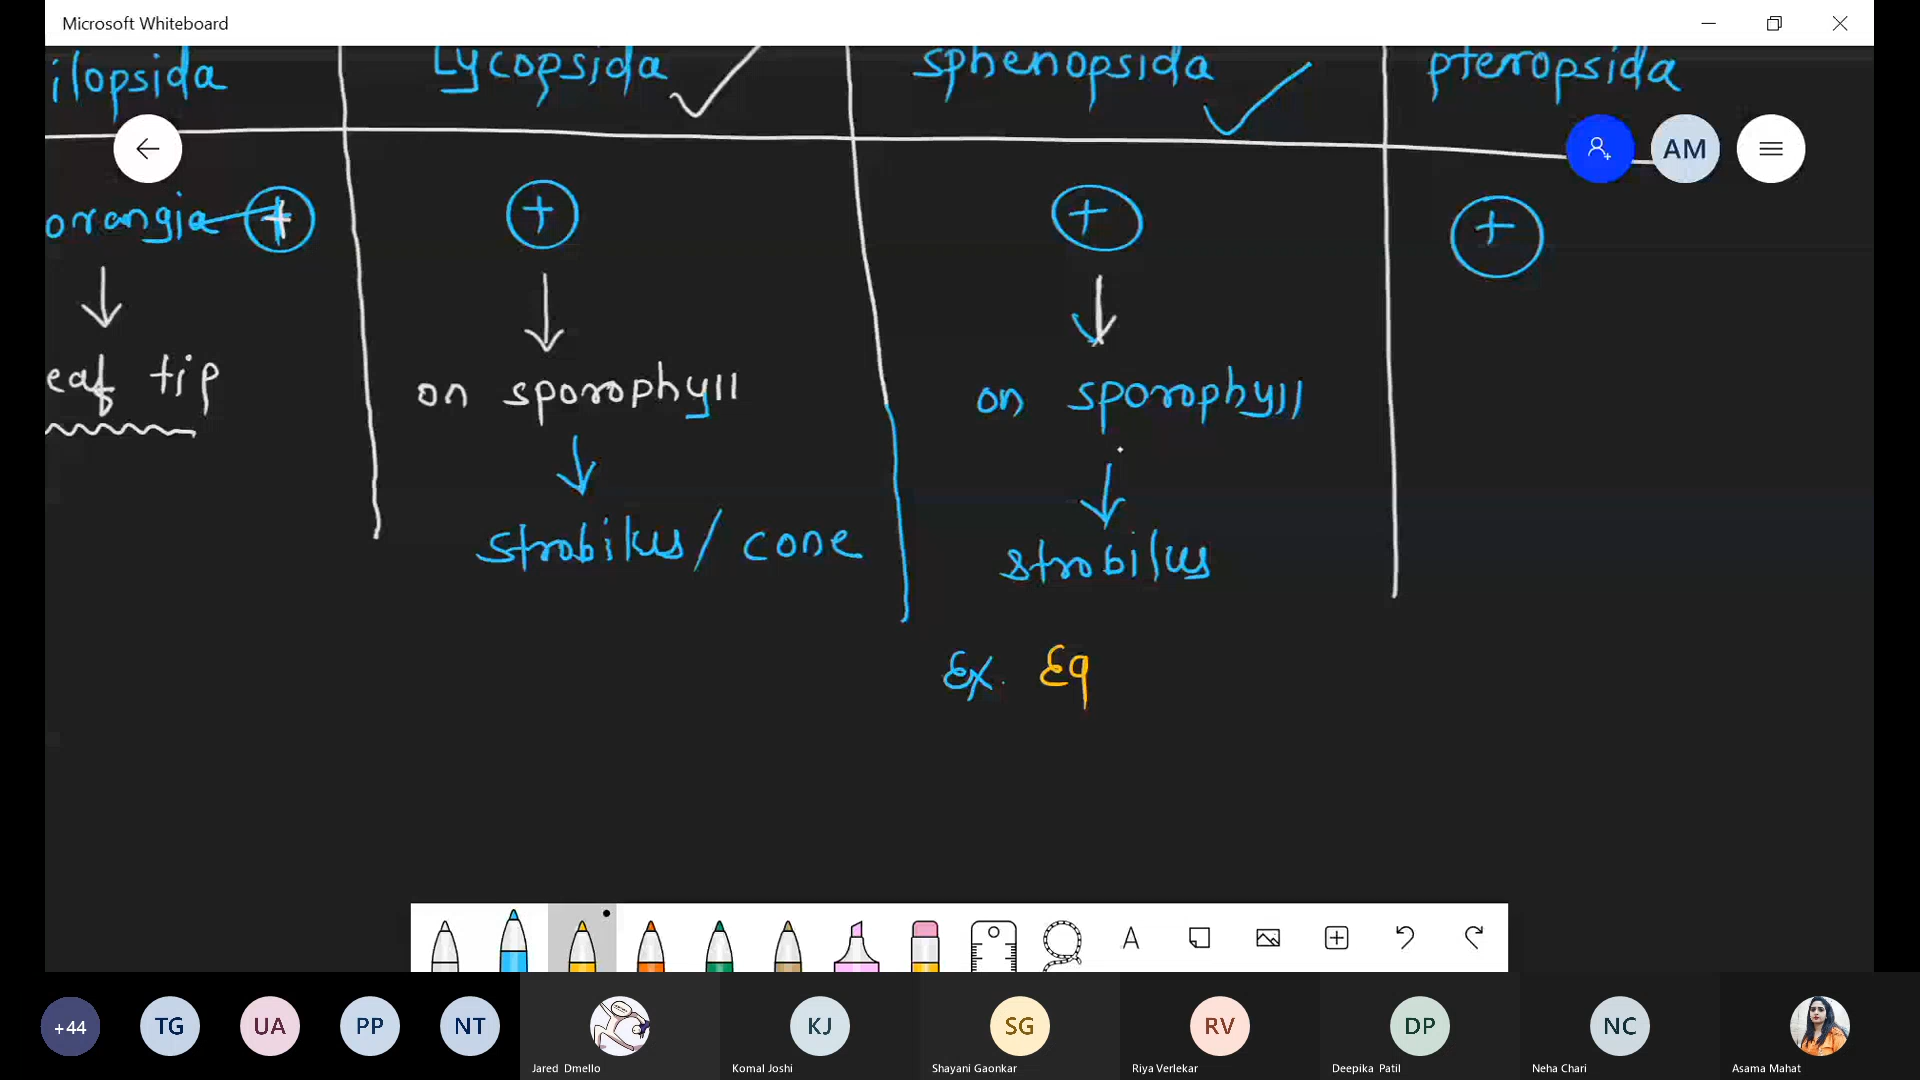 Microsoft Whiteboard
ilopsida Lycopsida sphenopsida pteropsida
AM
orangia + + + +
eaf tip on sporophyll on sporophyll
strobilus / cone strobilus
Ex. Eq
A
+44 TG UA PP NT KJ SG RV DP NC
Jared Dmello Komal Joshi Shayani Gaonkar Riya Verlekar Deepika Patil Neha Chari Asama Mahat